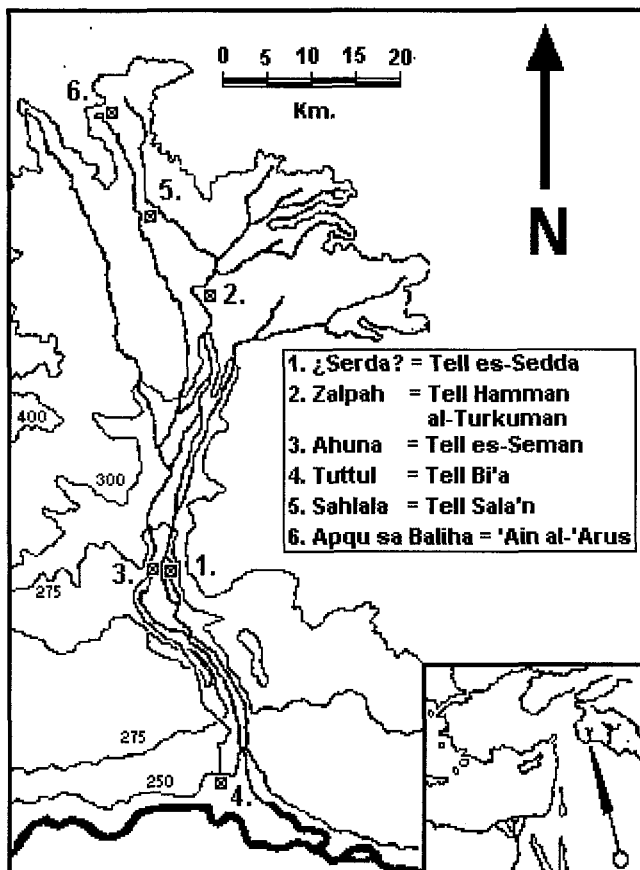 0 5 10 15 20
Km.
N
6.
5.
2.
1. ¿Serda? = Tell es-Sedda
2. Zalpah = Tell Hamman
al-Turkuman
3. Ahuna = Tell es-Seman
4. Tuttul = Tell Bi'a
5. Sahlala = Tell Sala'n
6. Apqu sa Baliha = 'Ain al-'Arus
400
300
275
3.
1.
275
250
4.